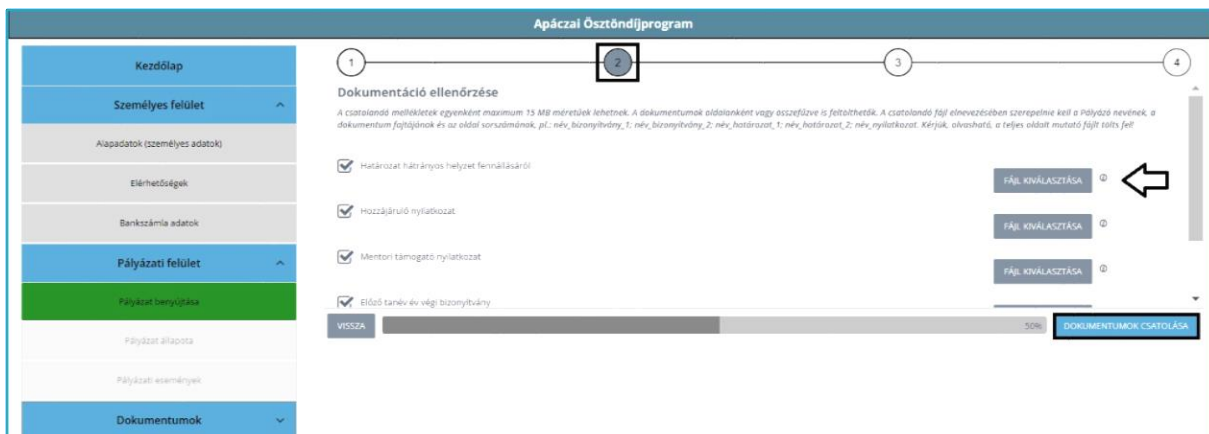 Apáczai Ösztöndíjprogram
Kezdőlap
Személyes felület
Alapadatok (személyes adatok)
Elérhetőségek
Bankszámla adatok
Pályázati felület
Pályázat benyújtása
Pályázat állapota
Pályázati események
Dokumentumok
1
2
3
4
Dokumentáció ellenőrzése
A csatolandó mellékletek egyenként maximum 15 MB méretűek lehetnek. A dokumentumok oldalanként vagy összefűzve is feltölthetők. A csatolandó fájl elnevezésében szerepelnie kell a Pályázó nevének, a
dokumentum fajtájának és az oldal sorszámának, pl.: név_bizonyítvány_1; név_bizonyítvány_2; név_határozat_1; név_határozat_2; név_nyilatkozat. Kérjük, olvasható, a teljes oldalt mutató fájlt tölts fel!
Határozat hátrányos helyzet fennállásáról
FÁJL KIVÁLASZTÁSA
Hozzájáruló nyilatkozat
FÁJL KIVÁLASZTÁSA
Mentori támogató nyilatkozat
FÁJL KIVÁLASZTÁSA
Előző tanév év végi bizonyítvány
VISSZA
50%
DOKUMENTUMOK CSATOLÁSA